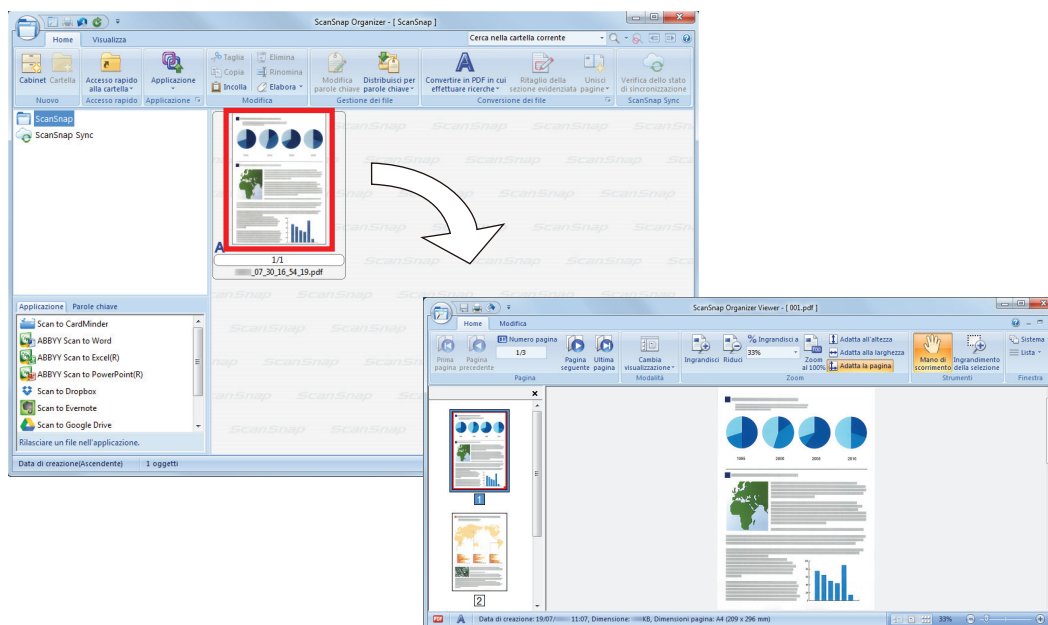 ScanSnap Organizer - [ ScanSnap ]
Home Visualizza
Cerca nella cartella corrente
Cabinet Cartella
Accesso rapido
alla cartella
Applicazione
Taglia
Copia
Incolla
Elimina
Rinomina
Elabora
Modifica
parole chiave
Distribuisci per
parole chiave
Convertire in PDF in cui
effettuare ricerche
Ritaglio della
sezione evidenziata
Unisci
pagine
Verifica dello stato
di sincronizzazione
Nuovo Accesso rapido Applicazione Modifica Gestione dei file Conversione dei file ScanSnap Sync
ScanSnap
ScanSnap Sync
A
1/1
_07_30_16_54_19.pdf
Applicazione Parole chiave
Scan to CardMinder
ABBYY Scan to Word
ABBYY Scan to Excel(R)
ABBYY Scan to PowerPoint(R)
Scan to Dropbox
Scan to Evernote
Scan to Google Drive
Rilasciare un file nell'applicazione.
Data di creazione(Ascendente) 1 oggetti
ScanSnap Organizer Viewer - [ 001.pdf ]
Home Modifica
Prima
pagina
Pagina
precedente
Numero pagina
1/3
Pagina
seguente
Ultima
pagina
Cambia
visualizzazione
Ingrandisci Riduci
% Ingrandisci a
33%
Zoom
al 100%
Adatta all'altezza
Adatta alla larghezza
Adatta la pagina
Mano di
scorrimento
Ingrandimento
della selezione
Sistema
Lista
Pagina Modalità Zoom Strumenti Finestra
1
2
1995 2000 2005 2010
PDF A Data di creazione: 19/07/ 11:07, Dimensione: KB, Dimensioni pagina: A4 (209 x 296 mm) 33%